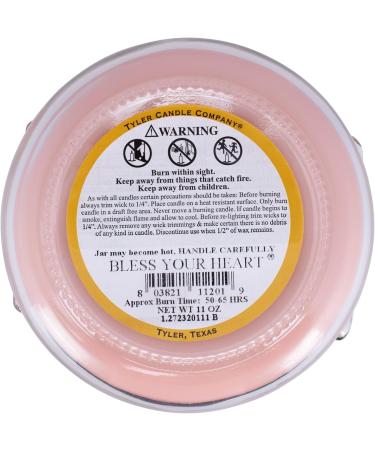 TYLER CANDLE COMPANY®
WARNING
Burn within sight.
Keep away from things that catch fire.
Keep away from children.
As with all candles certain precautions should be taken: Before burning
always trim wick to 1/4". Place candle on a heat resistant surface. Only burn
candle in a draft free area. Never move a burning candle. If candle begins to
smoke, extinguish flame and allow to cool. Before re-lighting trim wicks to
1/4". Always remove any wick trimmings & make certain there is no debris
of any kind in candle. Discontinue use when 1/2" of wax remains.
Jar may become hot. HANDLE CAREFULLY
BLESS YOUR HEART®
8 03821 11201 9
Approx Burn Time: 50-65 HRS
NET WT 11 OZ
1.272320111 B
TYLER, TEXAS